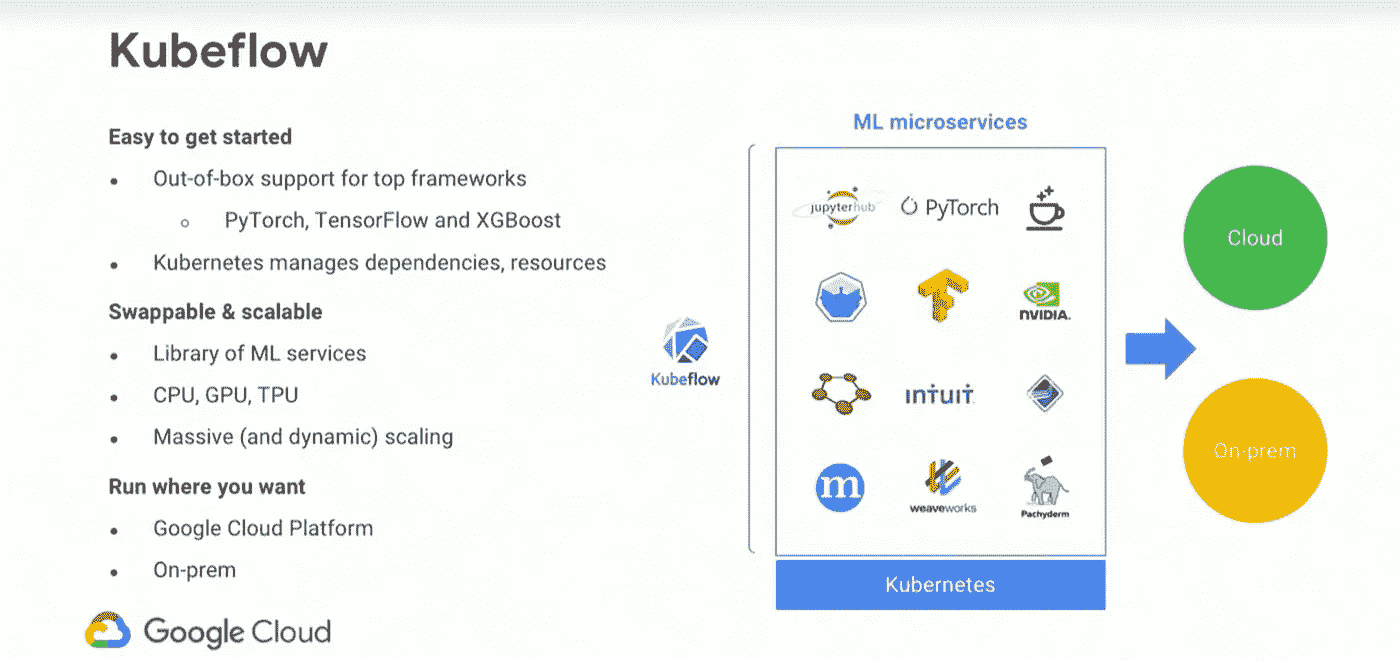 Kubeflow
Easy to get started
• Out-of-box support for top frameworks
○ PyTorch, TensorFlow and XGBoost
• Kubernetes manages dependencies, resources
Swappable & scalable
• Library of ML services
• CPU, GPU, TPU
• Massive (and dynamic) scaling
Run where you want
• Google Cloud Platform
• On-prem
Google Cloud
Kubeflow
ML microservices
jupyterhub
PyTorch
NVIDIA.
INTUIT
m
weaveworks
Pachyderm
Kubernetes
Cloud
On-prem